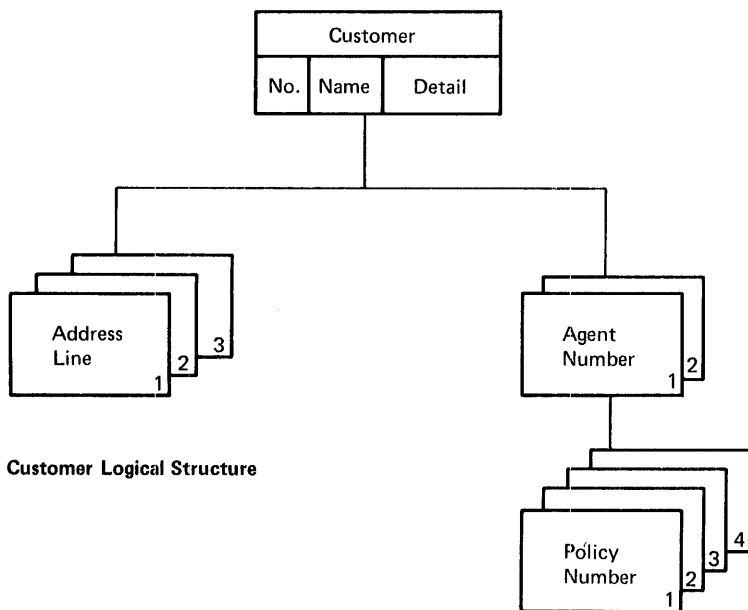 Customer
No. Name Detail
Address
Line
1
2
3
Agent
Number
1
2
Customer Logical Structure
Policy
Number
1
2
3
4